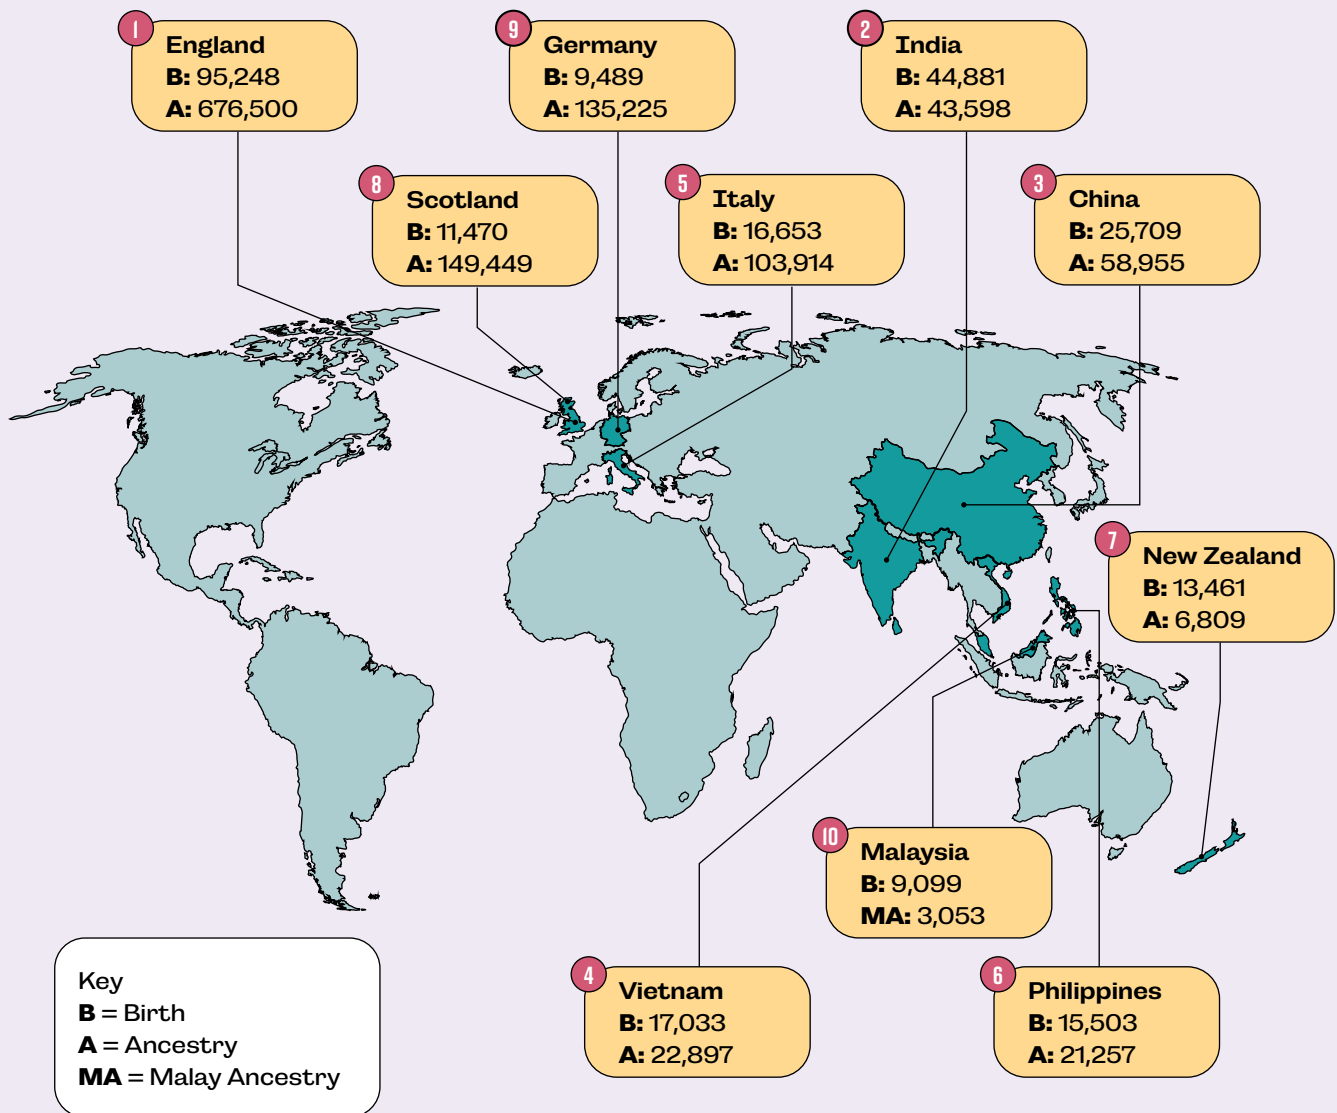 1
England
B: 95,248
A: 676,500
9
Germany
B: 9,489
A: 135,225
2
India
B: 44,881
A: 43,598
8
Scotland
B: 11,470
A: 149,449
5
Italy
B: 16,653
A: 103,914
3
China
B: 25,709
A: 58,955
7
New Zealand
B: 13,461
A: 6,809
10
Malaysia
B: 9,099
MA: 3,053
4
Vietnam
B: 17,033
A: 22,897
6
Philippines
B: 15,503
A: 21,257
Key
B = Birth
A = Ancestry
MA = Malay Ancestry